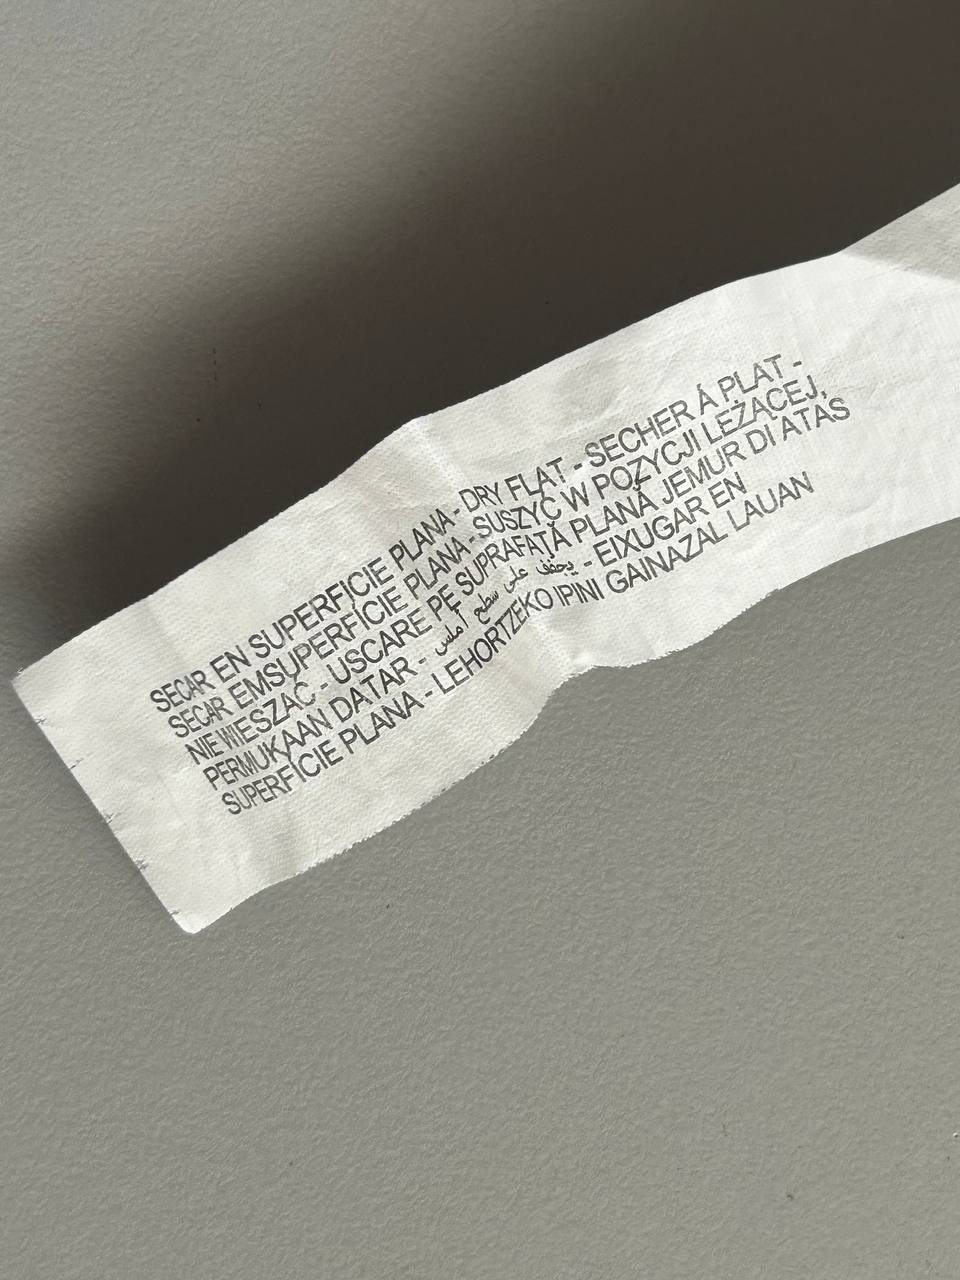 SECAR EN SUPERFICIE PLANA - DRY FLAT - SECHER Á PLAT -
SECAR EMSUPERFÍCIE PLANA - SUSZYĆ W POZYCJI LEŻĄCEJ,
NIE WIESZAĆ - USCARE PE SUPRAFAŢĂ PLANĂ JEMUR DI ATAS
PERMUKAAN DATAR - يجفف على سطح أملس - EIXUGAR EN
SUPERFÍCIE PLANA - LEHORTZEKO IPINI GAINAZAL LAUAN